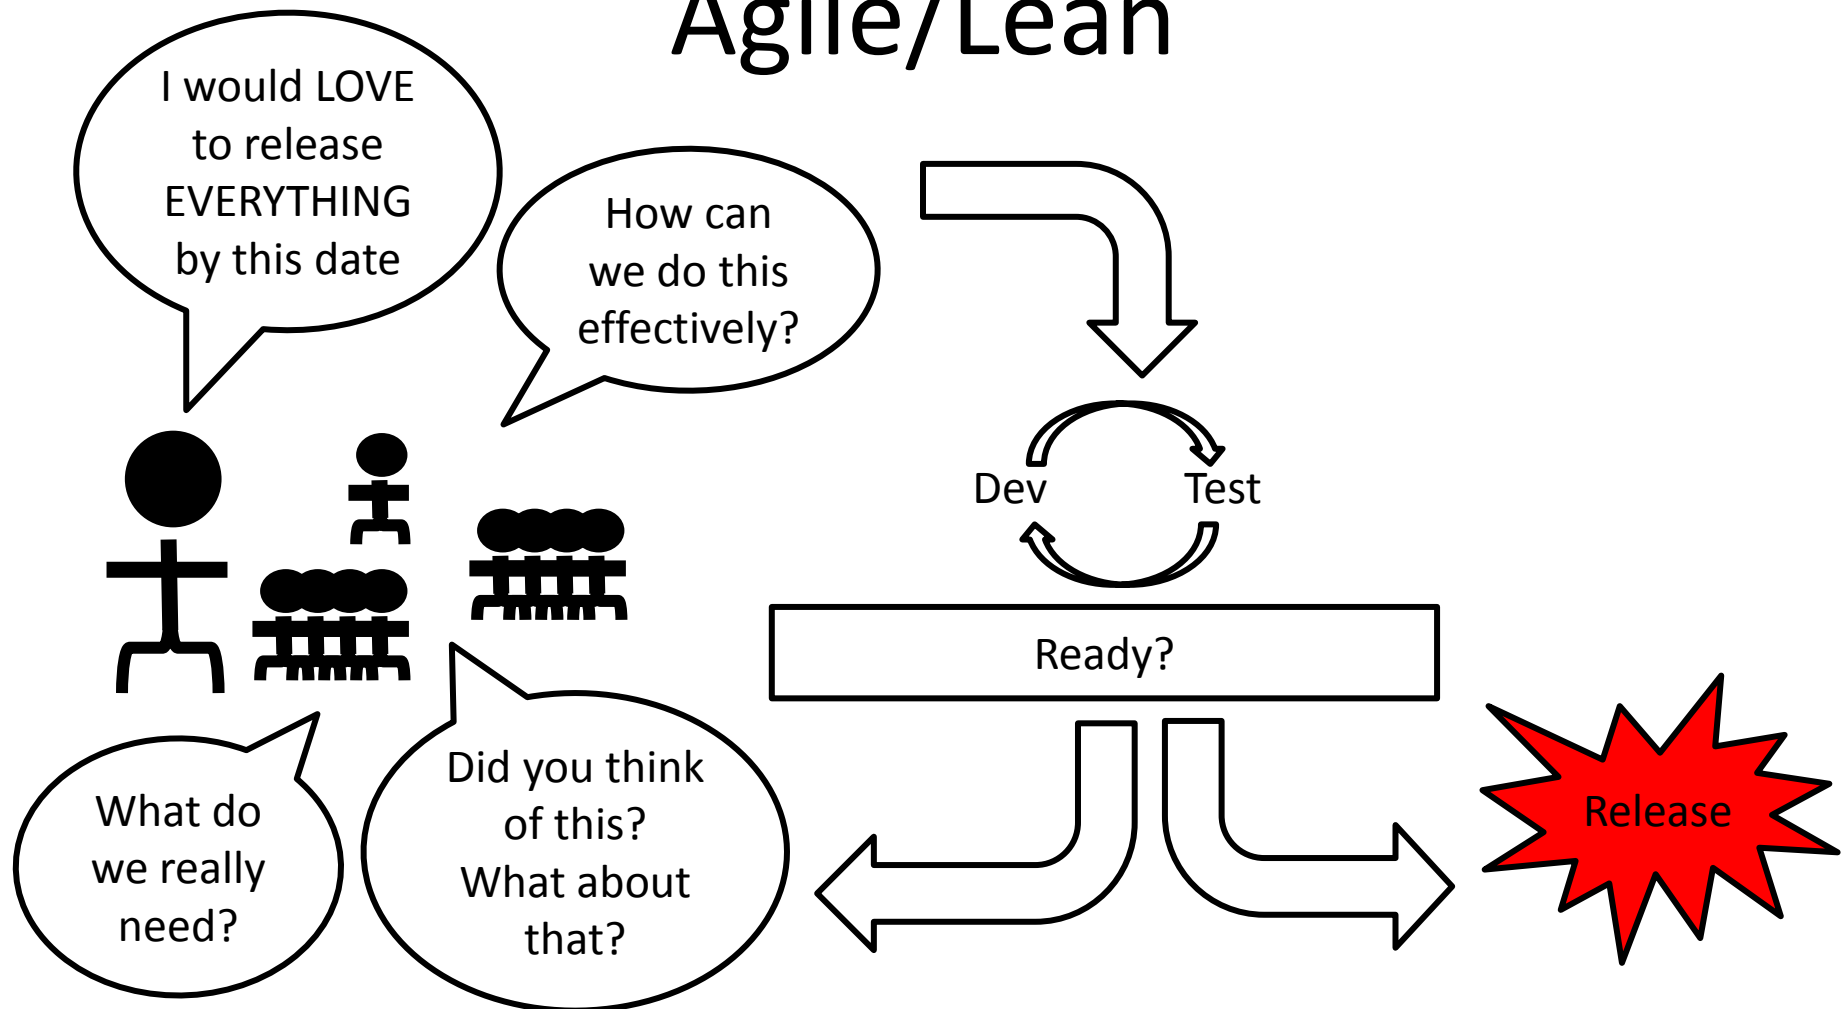 Agile/Lean
I would LOVE
to release
EVERYTHING
by this date
How can
we do this
effectively?
Dev
Test
Ready?
What do
we really
need?
Did you think
of this?
What about
that?
Release